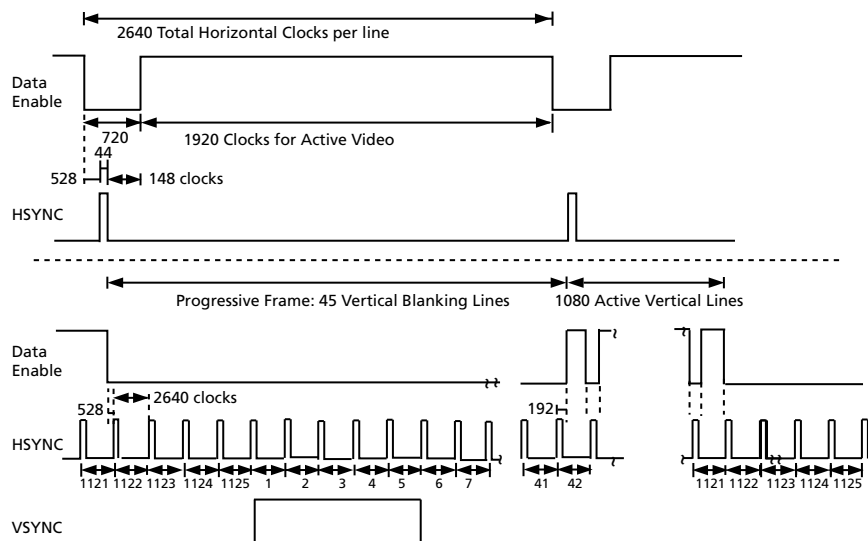 2640 Total Horizontal Clocks per line
Data
Enable
720
1920 Clocks for Active Video
44
528
148 clocks
HSYNC
Progressive Frame: 45 Vertical Blanking Lines
1080 Active Vertical Lines
Data
Enable
2640 clocks
528
192
HSYNC
1121 1122 1123 1124 1125 1 2 3 4 5 6 7 41 42 1121 1122 1123 1124 1125
VSYNC